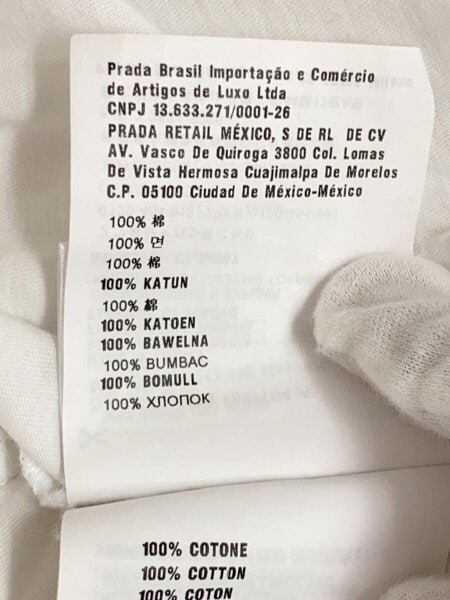 Prada Brasil Importação e Comércio
de Artigos de Luxo Ltda
CNPJ 13.633.271/0001-26
PRADA RETAIL MÉXICO, S DE RL DE CV
AV. Vasco De Quiroga 3800 Col. Lomas
De Vista Hermosa Cuajimalpa De Morelos
C.P. 05100 Ciudad De México-México
100% 棉
100% 면
100% 棉
100% KATUN
100% 綿
100% KATOEN
100% BAWELNA
100% BUMBAC
100% BOMULL
100% ХЛОПОК
100% COTONE
100% COTTON
100% COTON